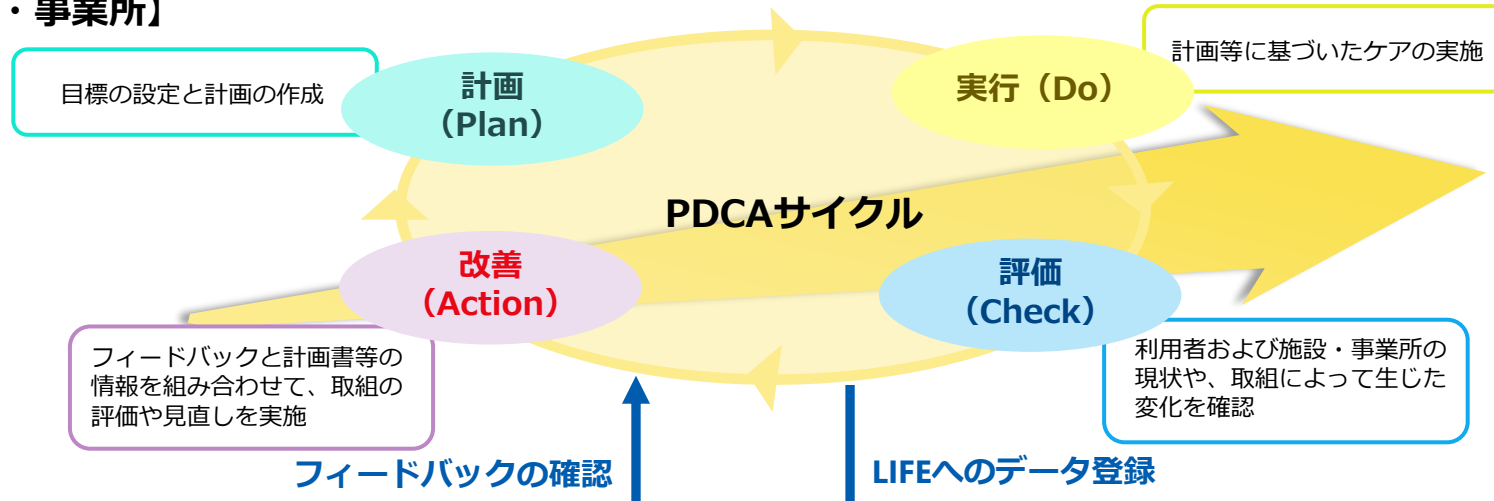 ・事業所】
目標の設定と計画の作成
計画
（Plan）
実行（Do）
計画等に基づいたケアの実施
PDCAサイクル
改善
（Action）
評価
（Check）
フィードバックと計画書等の
情報を組み合わせて、取組の
評価や見直しを実施
利用者および施設・事業所の
現状や、取組によって生じた
変化を確認
フィードバックの確認
LIFEへのデータ登録